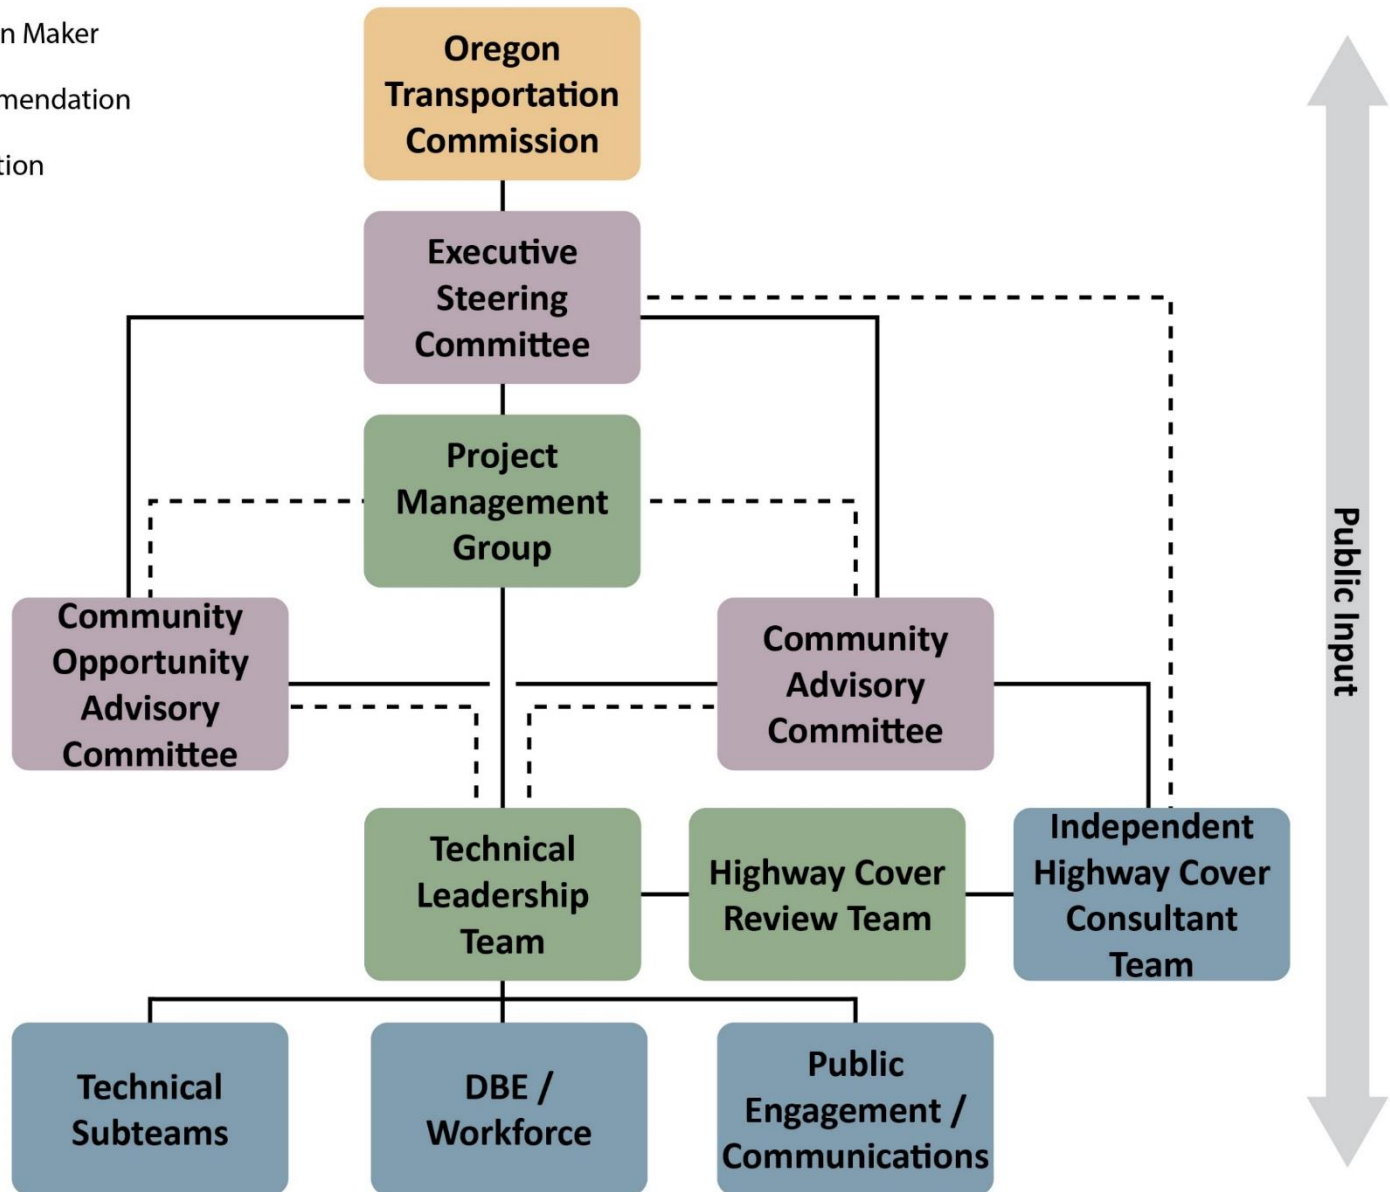 n Maker
mendation
tion
Oregon
Transportation
Commission
Executive
Steering
Committee
Project
Management
Group
Community
Opportunity
Advisory
Committee
Community
Advisory
Committee
Public Input
Technical
Leadership
Team
Highway Cover
Review Team
Independent
Highway Cover
Consultant
Team
Technical
Subteams
DBE /
Workforce
Public
Engagement /
Communications